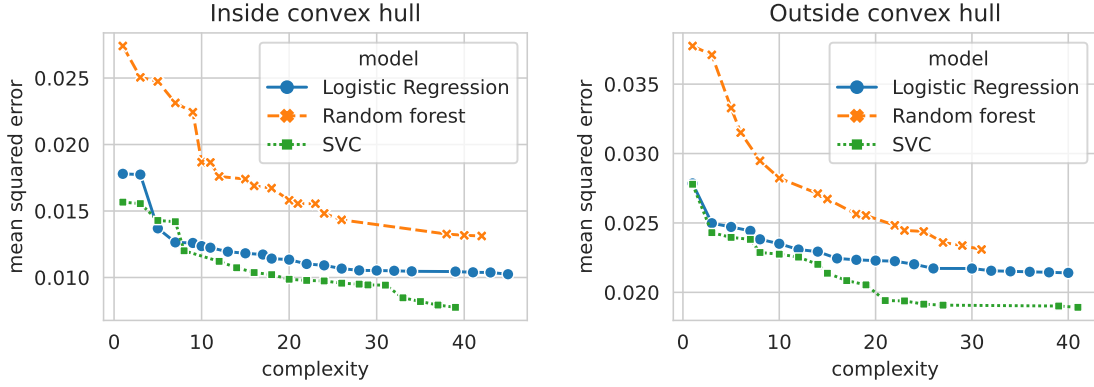 Inside convex hull
mean squared error
0.025
0.020
0.015
0.010
model
Logistic Regression
Random forest
SVC
0 10 20 30 40
complexity
Outside convex hull
mean squared error
0.035
0.030
0.025
0.020
model
Logistic Regression
Random forest
SVC
0 10 20 30 40
complexity